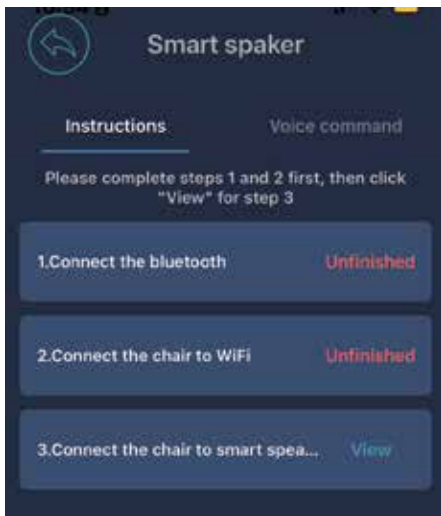 Smart spaker
Instructions Voice command
Please complete steps 1 and 2 first, then click
"View" for step 3
1.Connect the bluetooth Unfinished
2.Connect the chair to WiFi Unfinished
3.Connect the chair to smart spea... View